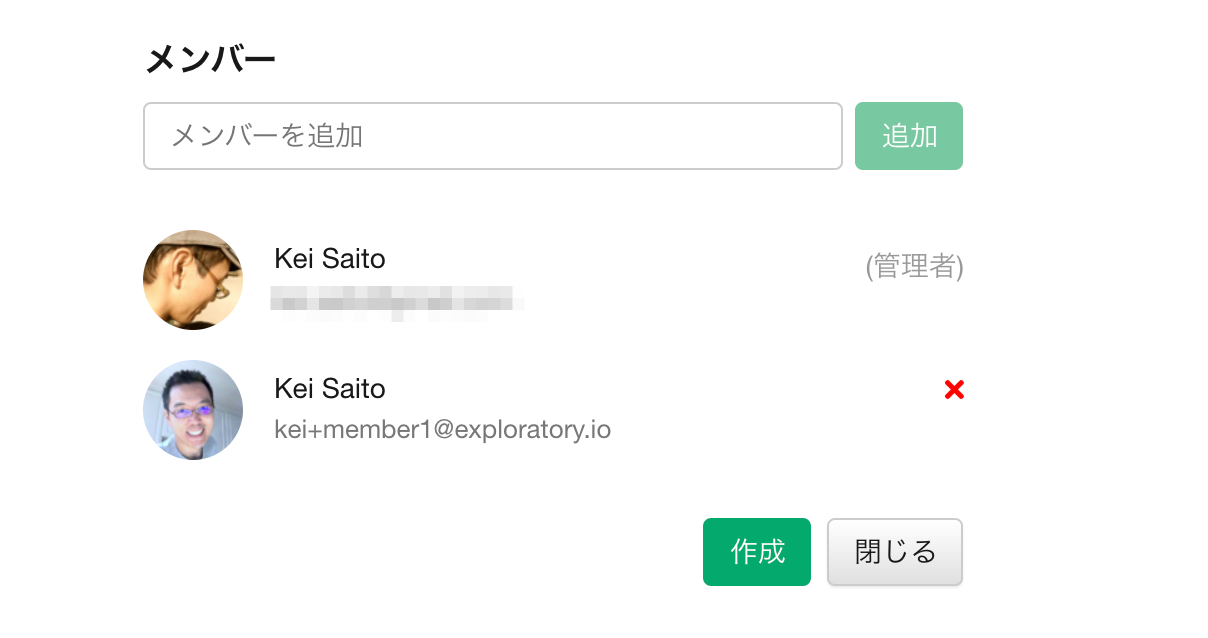 メンバー
メンバーを追加
追加
Kei Saito
(管理者)
Kei Saito
kei+member1@exploratory.io
作成
閉じる